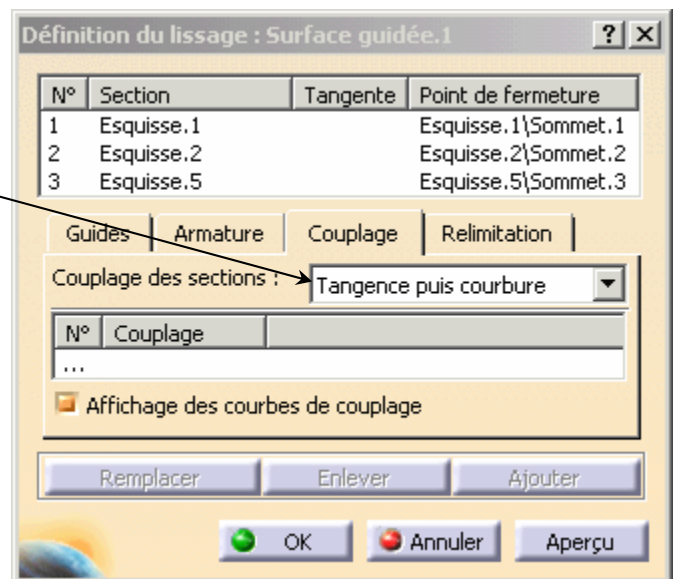 Définition du lissage : Surface guidée.1 ? X
N° Section Tangente Point de fermeture
1 Esquisse.1 Esquisse.1\Sommet.1
2 Esquisse.2 Esquisse.2\Sommet.2
3 Esquisse.5 Esquisse.5\Sommet.3
Guides Armature Couplage Relimitation
Couplage des sections : Tangence puis courbure
N° Couplage
...
Affichage des courbes de couplage
Remplacer Enlever Ajouter
OK Annuler Aperçu